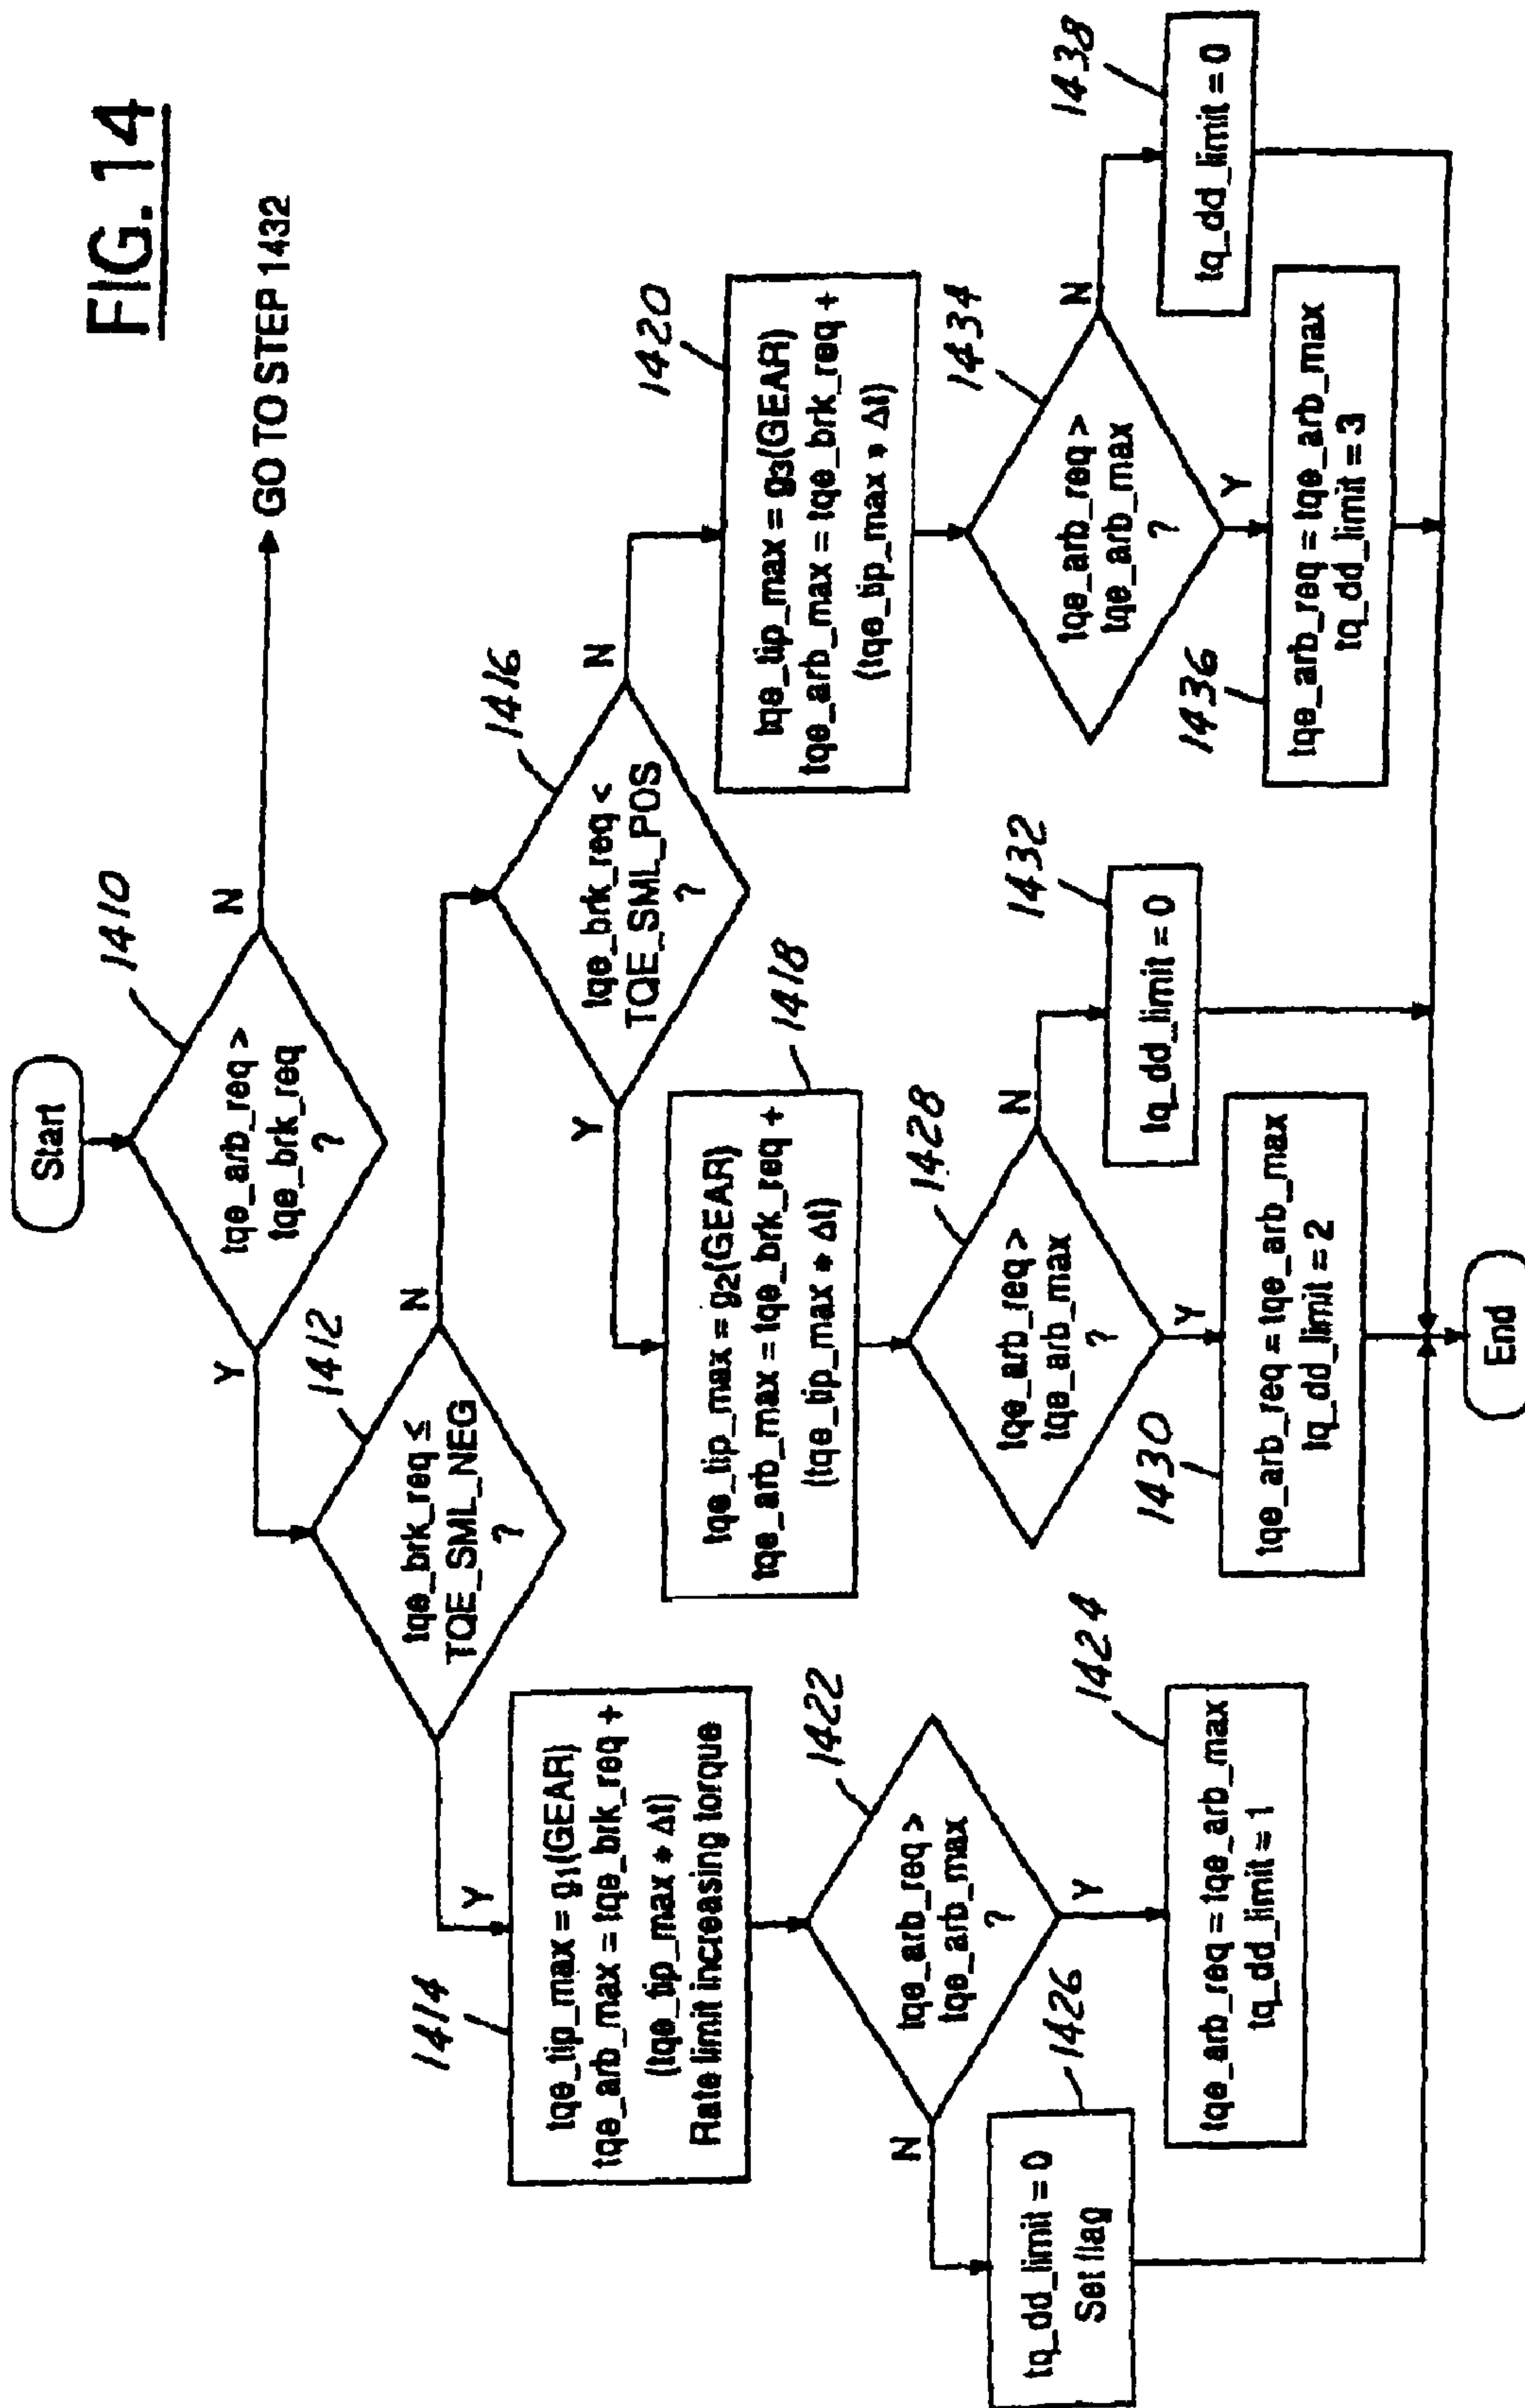 FIG. 14
Start
1410
tqe_arb_req >
tqe_brk_req
?
N
GO TO STEP 1432
Y
1412
tqe_brk_req ≤
TQE_SML_NEG
?
N
Y
1416
tqe_brk_req <
TQE_SML_POS
?
N
Y
1414
tqe_tip_max = g1(GEAR)
tqe_arb_max = tqe_brk_req +
(tqe_tip_max * Δt)
Rate limit increasing torque
1418
tqe_tip_max = g2(GEAR)
tqe_arb_max = tqe_brk_req +
(tqe_tip_max * Δt)
1420
tqe_tip_max = g3(GEAR)
tqe_arb_max = tqe_brk_req +
(tqe_tip_max * Δt)
1422
tqe_arb_req >
tqe_arb_max
?
N
Y
1428
tqe_arb_req >
tqe_arb_max
?
N
Y
1434
tqe_arb_req >
tqe_arb_max
?
N
Y
1426
tq_dd_limit = 0
Set flag
1424
tqe_arb_req = tqe_arb_max
tq_dd_limit = 1
1430
tqe_arb_req = tqe_arb_max
tq_dd_limit = 2
1432
tq_dd_limit = 0
1436
tqe_arb_req = tqe_arb_max
tq_dd_limit = 3
1438
tq_dd_limit = 0
End